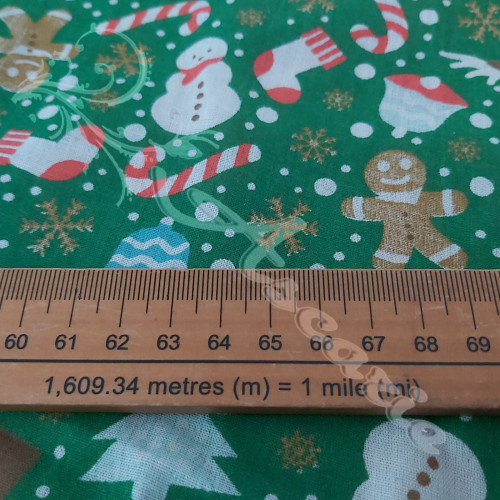 60 61 62 63 64 65 66 67 68 69
1,609.34 metres (m) = 1 mile (mi)